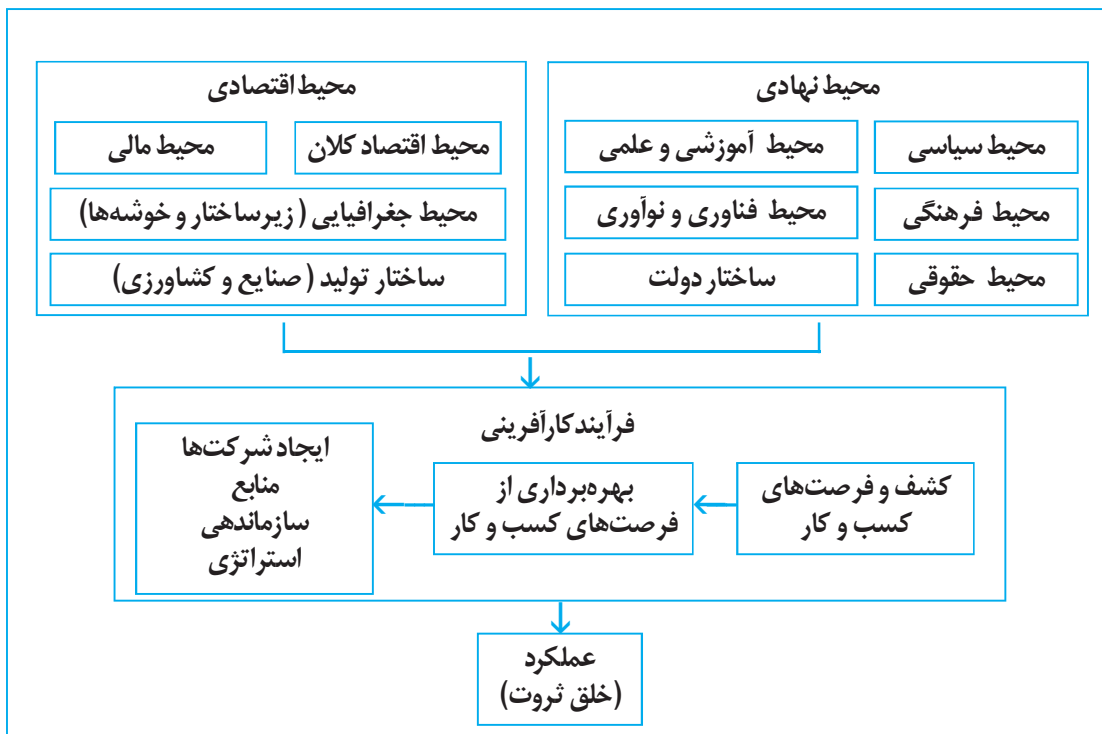 محیط نهادی
محیط سیاسی
محیط آموزشی و علمی
محیط فرهنگی
محیط فناوری و نوآوری
محیط حقوقی
ساختار دولت
محیط اقتصادی
محیط اقتصاد کلان
محیط مالی
محیط جغرافیایی (زیرساختار و خوشه‌ها)
ساختار تولید (صنایع و کشاورزی)
فرآیند کارآفرینی
کشف و فرصت‌های
کسب و کار
بهره‌برداری از
فرصت‌های کسب و کار
ایجاد شرکت‌ها
منابع
سازماندهی
استراتژی
عملکرد
(خلق ثروت)